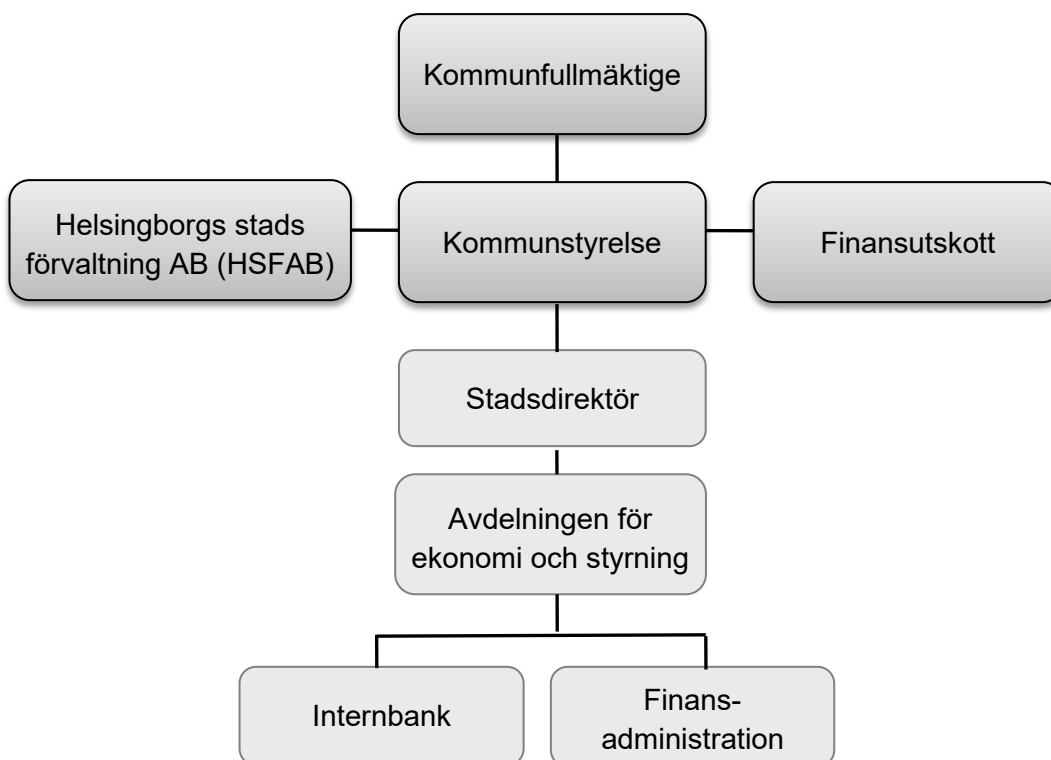 Kommunfullmäktige
Helsingborgs stads
förvaltning AB (HSFAB)
Kommunstyrelse
Finansutskott
Stadsdirektör
Avdelningen för
ekonomi och styrning
Internbank
Finans-
administration